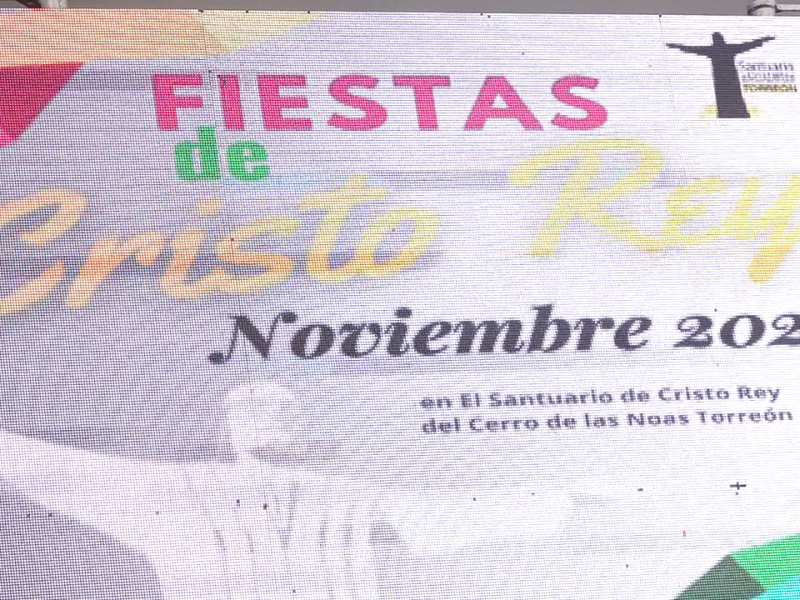 FIESTAS
de
Cristo Rey
Noviembre 202
en El Santuario de Cristo Rey
del Cerro de las Noas Torreón
Santuario
TORREÓN